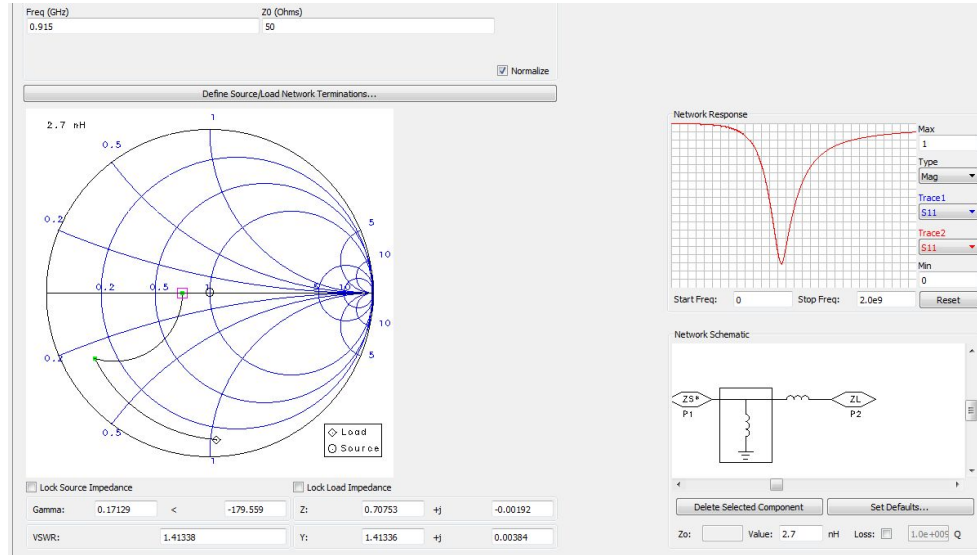 Freq (GHz) Z0 (Ohms)
0.915 50
Normalize
Define Source/Load Network Terminations...
2.7 nH
1
0.5
0.2 5
10
0.2 0.5 1 5 10
10
0.2 5
0.5
1
Load
Source
Lock Source Impedance Lock Load Impedance
Gamma: 0.17129 < -179.559 Z: 0.70753 +j -0.00192
VSWR: 1.41338 Y: 1.41336 +j 0.00384
Network Response
Max
1
Type
Mag
Trace1
S11
Trace2
S11
Min
0
Start Freq: 0 Stop Freq: 2.0e9 Reset
Network Schematic
ZS* ZL
P1 P2
Delete Selected Component Set Defaults...
Zo: Value: 2.7 nH Loss: 1.0e+009 Q